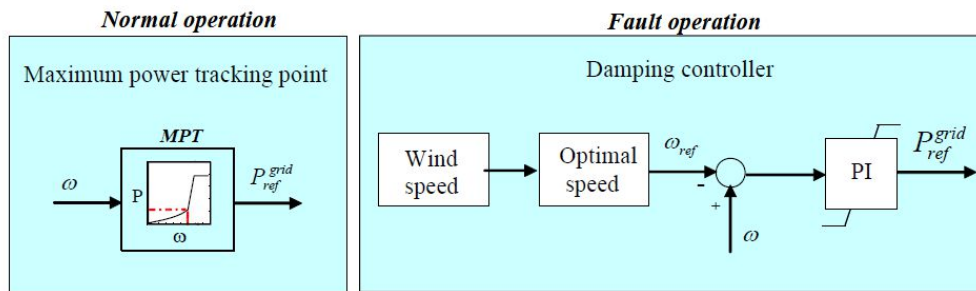 Normal operation
Maximum power tracking point
MPT
ω
P
ω
P_ref^grid
Fault operation
Damping controller
Wind
speed
Optimal
speed
ω_ref
-
+
ω
PI
P_ref^grid